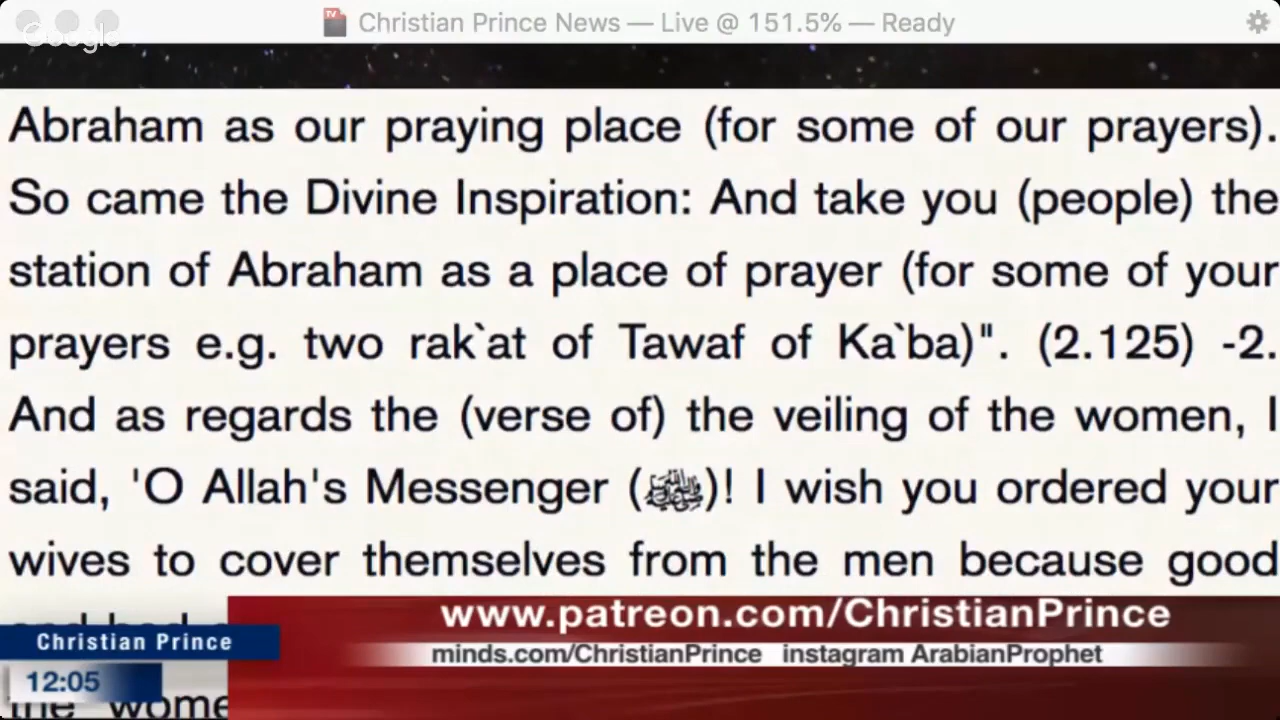 Christian Prince News — Live @ 151.5% — Ready
Google
Abraham as our praying place (for some of our prayers).
So came the Divine Inspiration: And take you (people) the
station of Abraham as a place of prayer (for some of your
prayers e.g. two rak`at of Tawaf of Ka`ba)". (2.125) -2.
And as regards the (verse of) the veiling of the women, I
said, 'O Allah's Messenger (ﷺ)! I wish you ordered your
wives to cover themselves from the men because good
www.patreon.com/ChristianPrince
Christian Prince
minds.com/ChristianPrince instagram ArabianProphet
12:05